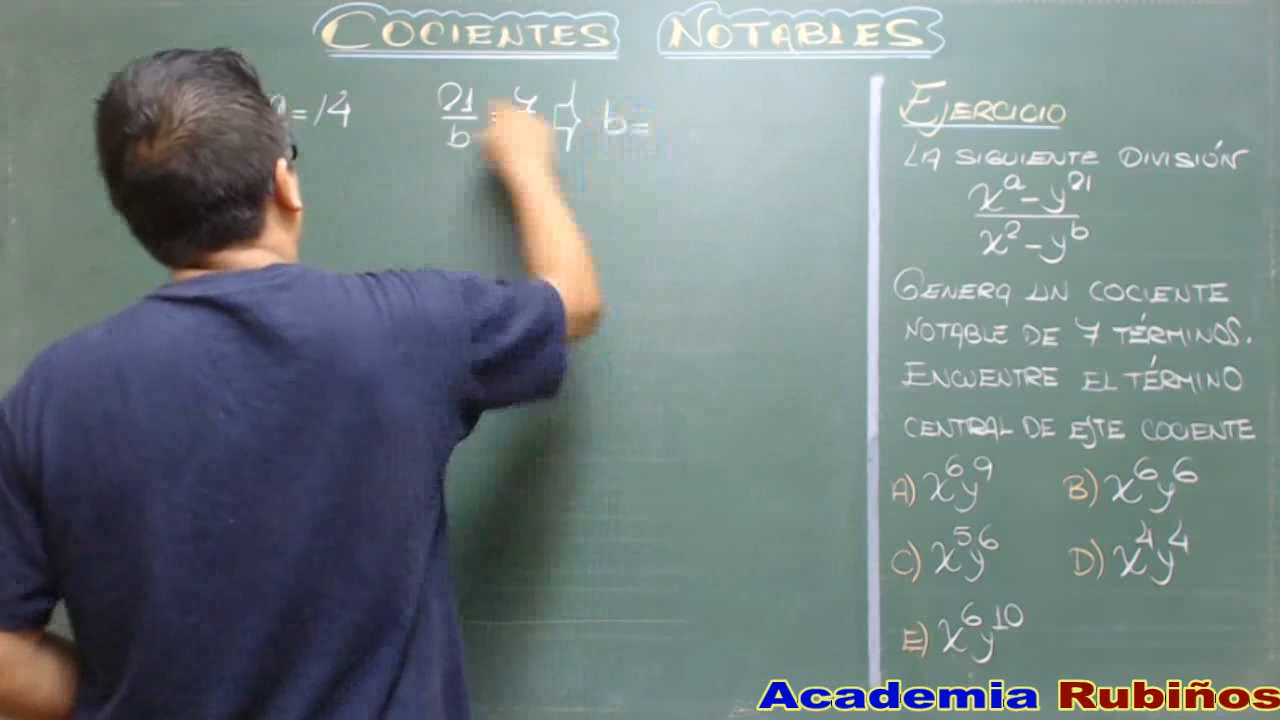 COCIENTES NOTABLES
=14
21/b = 7 } b=
EJERCICIO
LA SIGUIENTE DIVISIÓN
x^a - y^21
x^2 - y^b
GENERA UN COCIENTE
NOTABLE DE 7 TÉRMINOS.
ENCUENTRE EL TÉRMINO
CENTRAL DE ESTE COCIENTE
A) x^6y^9 B) x^6y^6
C) x^5y^6 D) x^4y^4
E) x^6y^10
Academia Rubiños